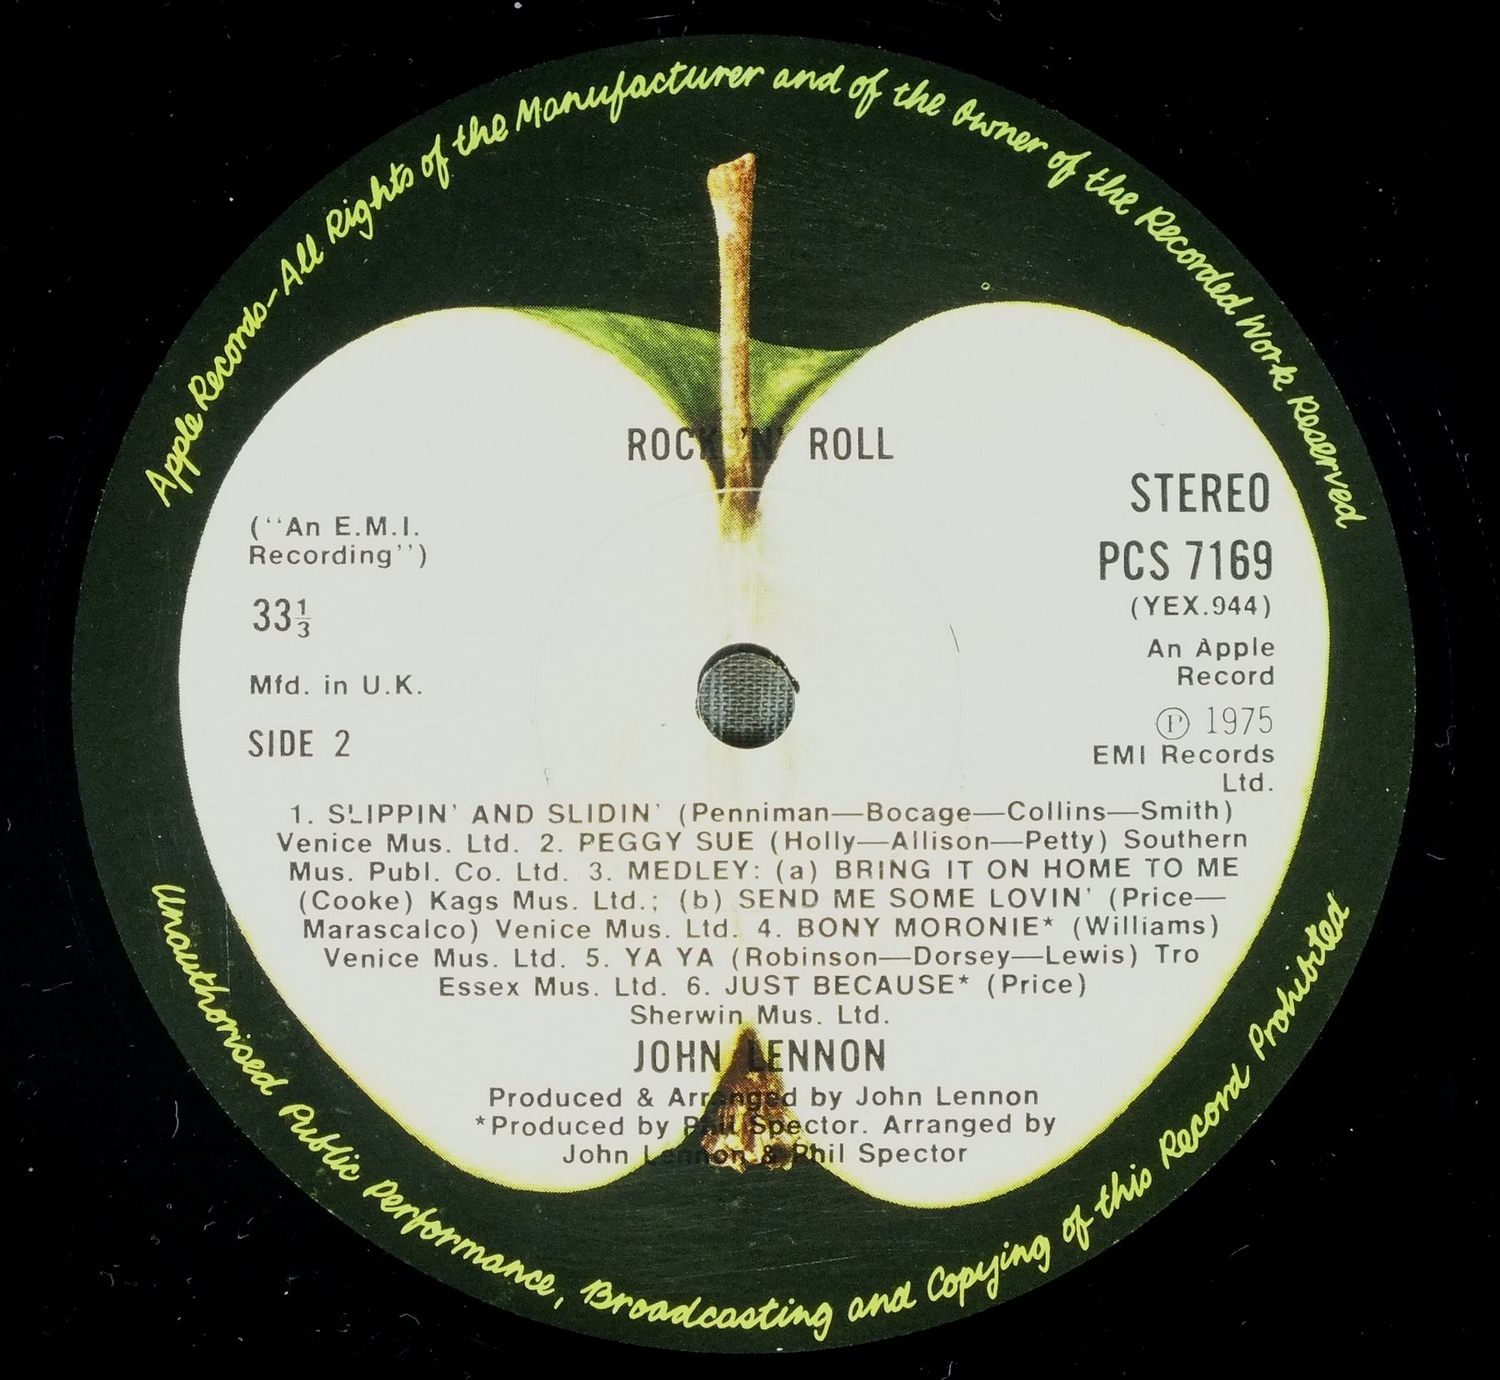 Apple Records-All Rights of the Manufacturer and of the Owner of the Recorded Work Reserved
ROCK 'N' ROLL
("An E.M.I.
Recording")
33⅓
Mfd. in U.K.
SIDE 2
STEREO
PCS 7169
(YEX.944)
An Apple
Record
℗ 1975
EMI Records
Ltd.
1. SLIPPIN' AND SLIDIN' (Penniman—Bocage—Collins—Smith)
Venice Mus. Ltd. 2. PEGGY SUE (Holly—Allison—Petty) Southern
Mus. Publ. Co. Ltd. 3. MEDLEY: (a) BRING IT ON HOME TO ME
(Cooke) Kags Mus. Ltd.; (b) SEND ME SOME LOVIN' (Price—
Marascalco) Venice Mus. Ltd. 4. BONY MORONIE* (Williams)
Venice Mus. Ltd. 5. YA YA (Robinson—Dorsey—Lewis) Tro
Essex Mus. Ltd. 6. JUST BECAUSE* (Price)
Sherwin Mus. Ltd.
JOHN LENNON
Produced & Arranged by John Lennon
*Produced by Phil Spector. Arranged by
John Lennon & Phil Spector
Unauthorised Public Performance, Broadcasting and Copying of this Record Prohibited